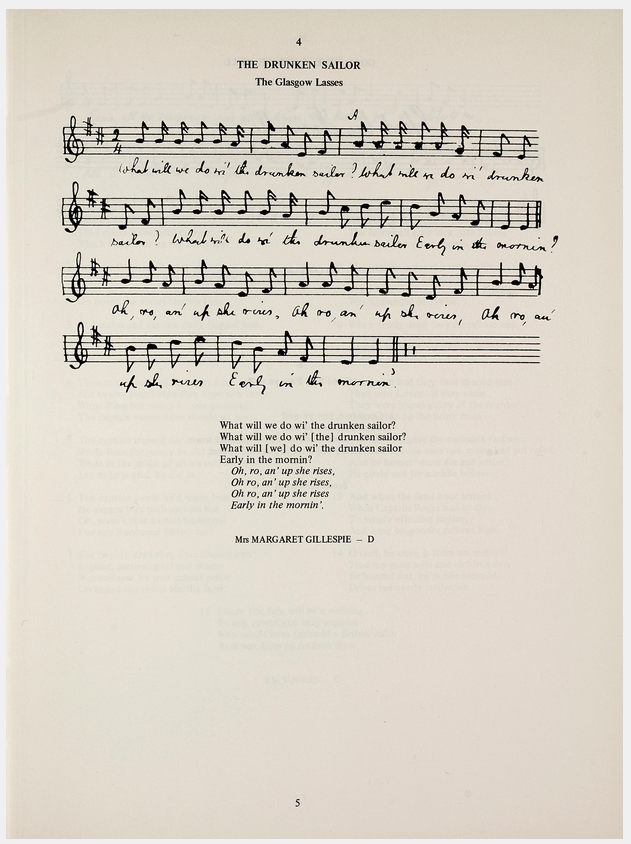 4
THE DRUNKEN SAILOR
The Glasgow Lasses
2
4
A
What will we do wi' the drunken sailor? What will we do wi' drunken
sailor? What will do wi' the drunken sailor Early in the mornin?
Oh, ro, an' up she rises, Oh ro, an' up she rises, Oh ro, an'
up she rises Early in the mornin'.
What will we do wi' the drunken sailor?
What will we do wi' [the] drunken sailor?
What will [we] do wi' the drunken sailor
Early in the mornin?
Oh, ro, an' up she rises,
Oh, ro, an' up she rises,
Oh, ro, an' up she rises
Early in the mornin'.
Mrs MARGARET GILLESPIE – D
5